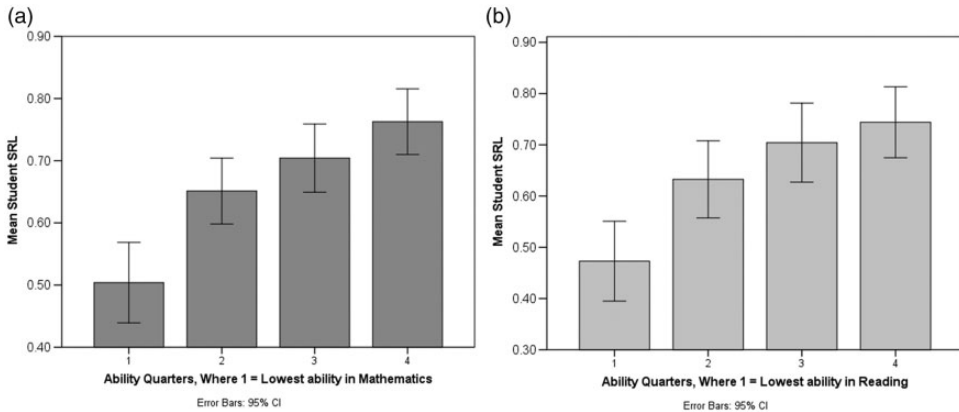 (a)
0.90
0.80
0.70
0.60
0.50
0.40
Mean Student SRL
1 2 3 4
Ability Quarters, Where 1 = Lowest ability in Mathematics
Error Bars: 95% CI
(b)
0.90
0.80
0.70
0.60
0.50
0.40
0.30
Mean Student SRL
1 2 3 4
Ability Quarters, Where 1 = Lowest ability in Reading
Error Bars: 95% CI